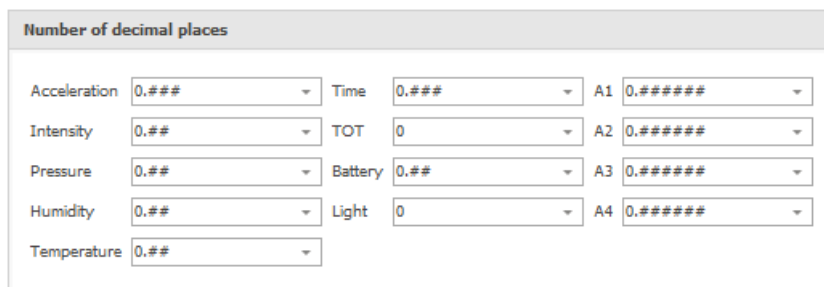 Number of decimal places
Acceleration 0.### Time 0.### A1 0.######
Intensity 0.## TOT 0 A2 0.######
Pressure 0.## Battery 0.## A3 0.######
Humidity 0.## Light 0 A4 0.######
Temperature 0.##